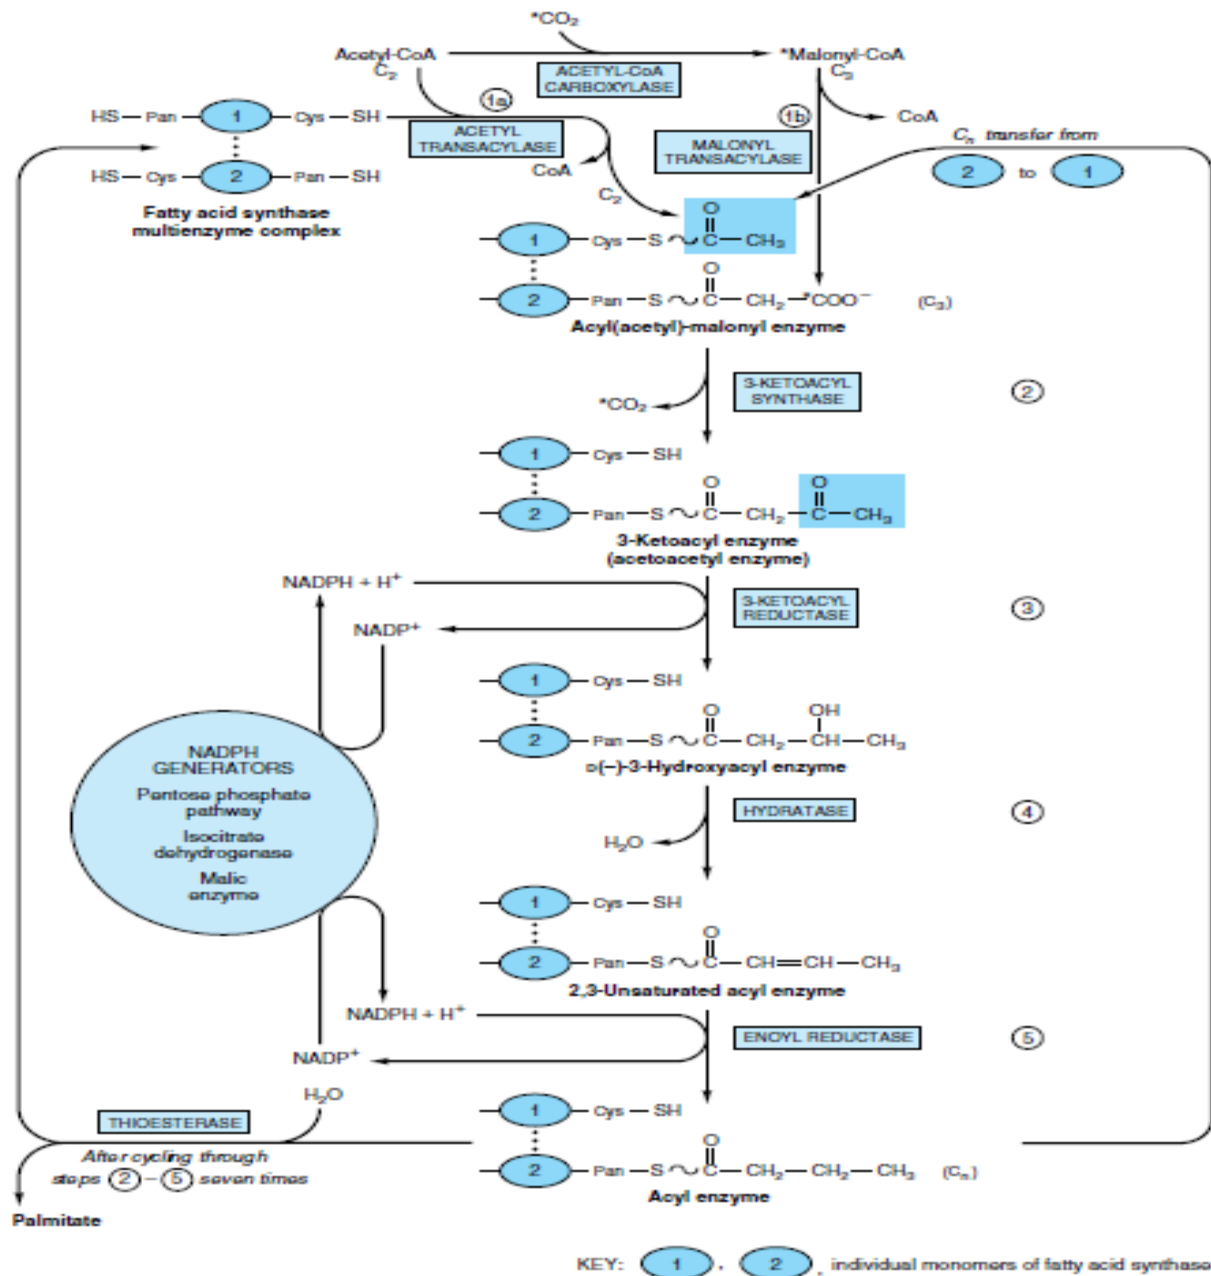 *CO₂
Acetyl-CoA
C₂
*Malonyl-CoA
C₃
ACETYL-CoA
CARBOXYLASE
1a
HS—Pan—1—Cys—SH
ACETYL
TRANSACYLASE
1b
MALONYL
TRANSACYLASE
CoA
Cₙ transfer from
2 to 1
HS—Cys—2—Pan—SH
CoA
C₂
Fatty acid synthase
multienzyme complex
O
1—Cys—S~C—CH₃
O
2—Pan—S~C—CH₂—*COO⁻ (C₃)
Acyl(acetyl)-malonyl enzyme
3-KETOACYL
SYNTHASE
2
*CO₂
1—Cys—SH
O O
2—Pan—S~C—CH₂—C—CH₃
3-Ketoacyl enzyme
(acetoacetyl enzyme)
NADPH + H⁺
3-KETOACYL
REDUCTASE
3
NADP⁺
1—Cys—SH
O OH
2—Pan—S~C—CH₂—CH—CH₃
D(–)-3-Hydroxyacyl enzyme
NADPH
GENERATORS
Pentose phosphate
pathway
Isocitrate
dehydrogenase
Malic
enzyme
HYDRATASE
4
H₂O
1—Cys—SH
O
2—Pan—S~C—CH=CH—CH₃
2,3-Unsaturated acyl enzyme
NADPH + H⁺
ENOYL REDUCTASE
5
NADP⁺
H₂O
THIOESTERASE
1—Cys—SH
After cycling through
steps 2–5 seven times
O
2—Pan—S~C—CH₂—CH₂—CH₃ (Cₙ)
Acyl enzyme
Palmitate
KEY: 1, 2, individual monomers of fatty acid synthase